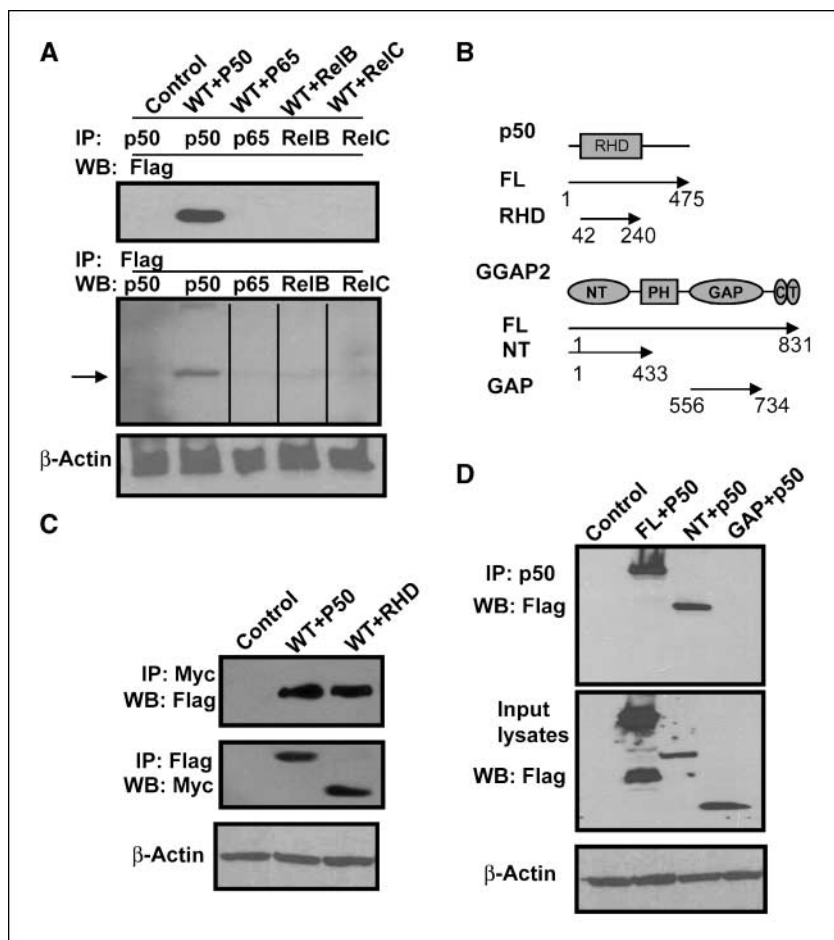 A
Control WT+P50 WT+P65 WT+RelB WT+RelC
IP: p50 p50 p65 RelB RelC
WB: Flag
IP: Flag
WB: p50 p50 p65 RelB RelC
β-Actin
B
p50
RHD
FL
1 475
RHD
42 240
GGAP2
NT PH GAP CT
FL
1 831
NT
1 433
GAP
556 734
C
Control WT+P50 WT+RHD
IP: Myc
WB: Flag
IP: Flag
WB: Myc
β-Actin
D
Control FL+P50 NT+p50 GAP+p50
IP: p50
WB: Flag
Input
lysates
WB: Flag
β-Actin